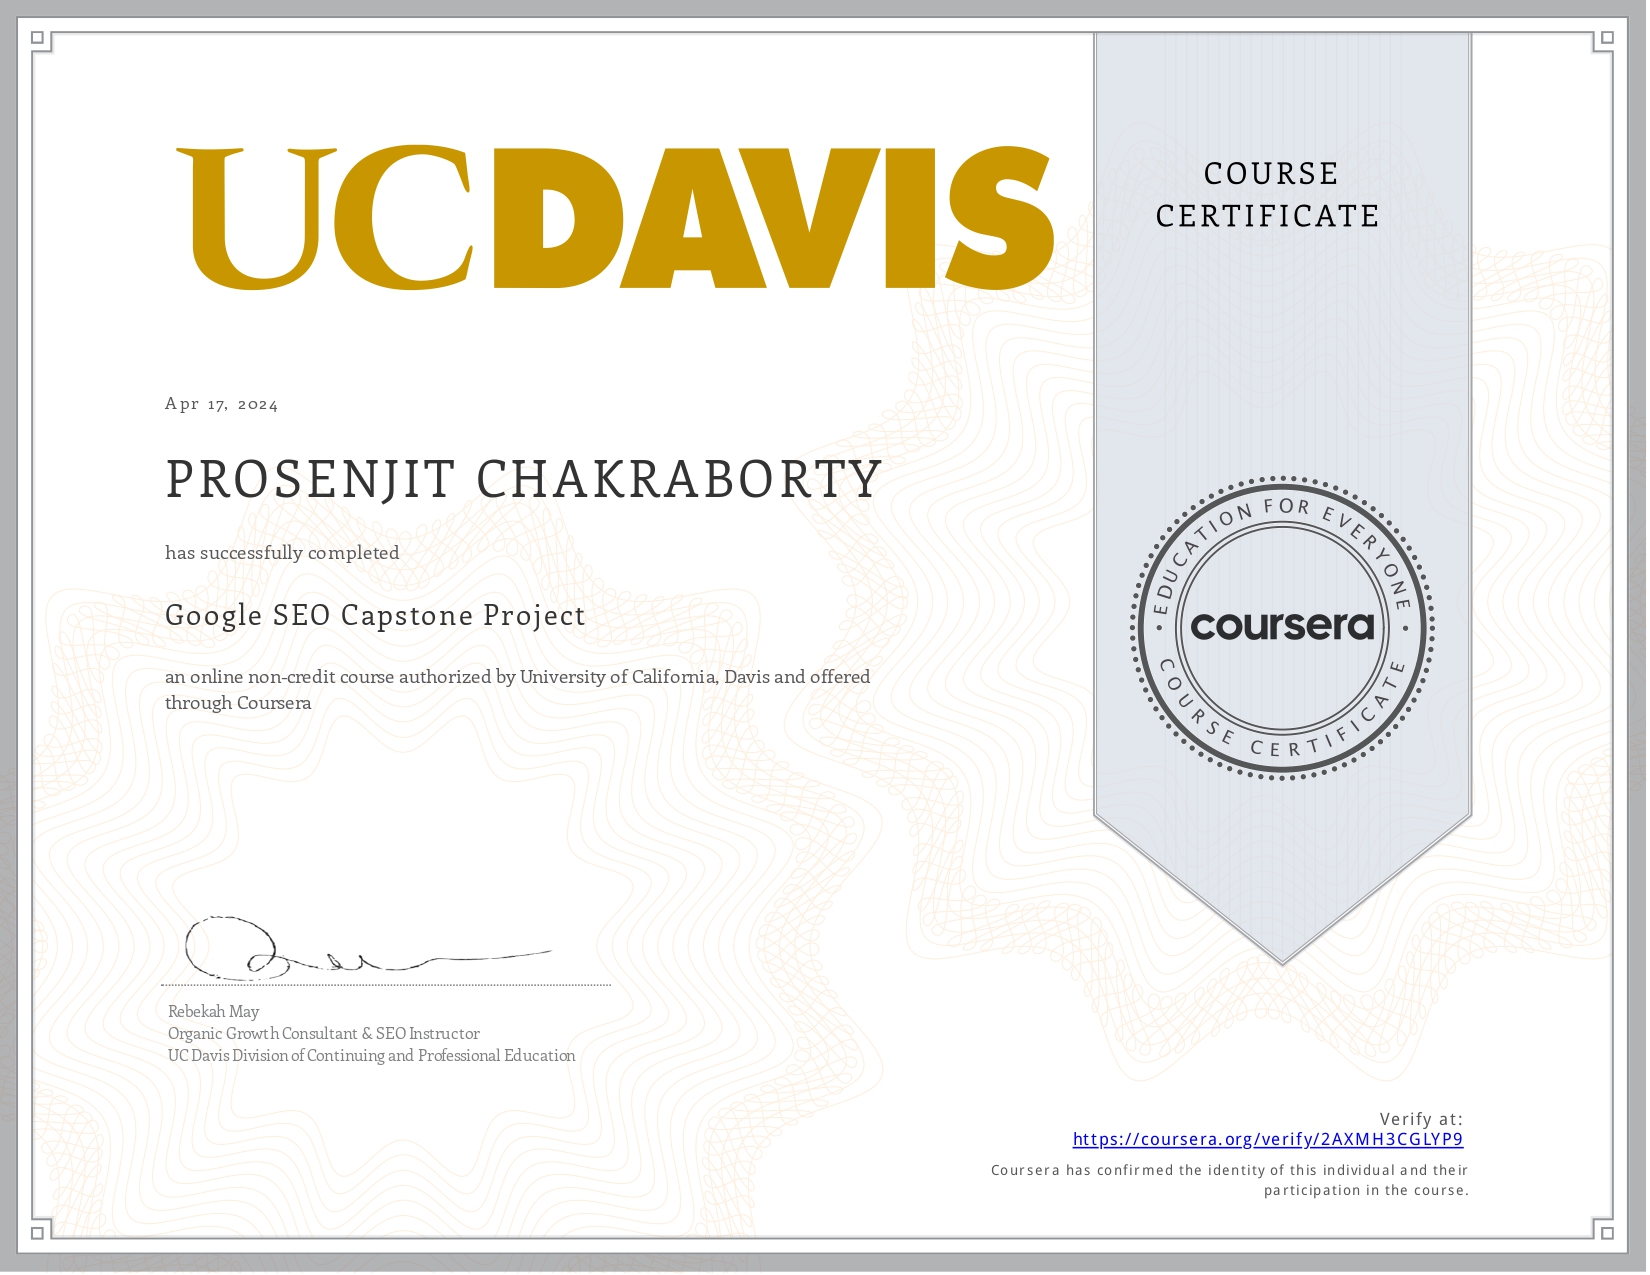 UCDAVIS
COURSE
CERTIFICATE
Apr 17, 2024
PROSENJIT CHAKRABORTY
has successfully completed
Google SEO Capstone Project
an online non-credit course authorized by University of California, Davis and offered
through Coursera
EDUCATION FOR EVERYONE
coursera
COURSE CERTIFICATE
Rebekah May
Organic Growth Consultant & SEO Instructor
UC Davis Division of Continuing and Professional Education
Verify at:
https://coursera.org/verify/2AXMH3CGLYP9
Coursera has confirmed the identity of this individual and their
participation in the course.